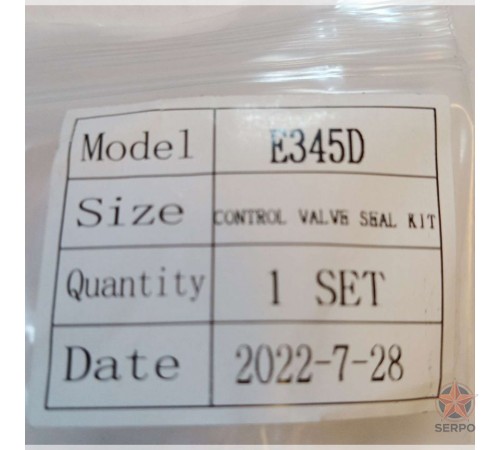 Model E345D
Size CONTROL VALVE SEAL KIT
Quantity 1 SET
Date 2022-7-28
SERPO